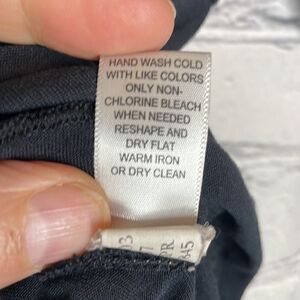 HAND WASH COLD
WITH LIKE COLORS
ONLY NON-
CHLORINE BLEACH
WHEN NEEDED
RESHAPE AND
DRY FLAT
WARM IRON
OR DRY CLEAN